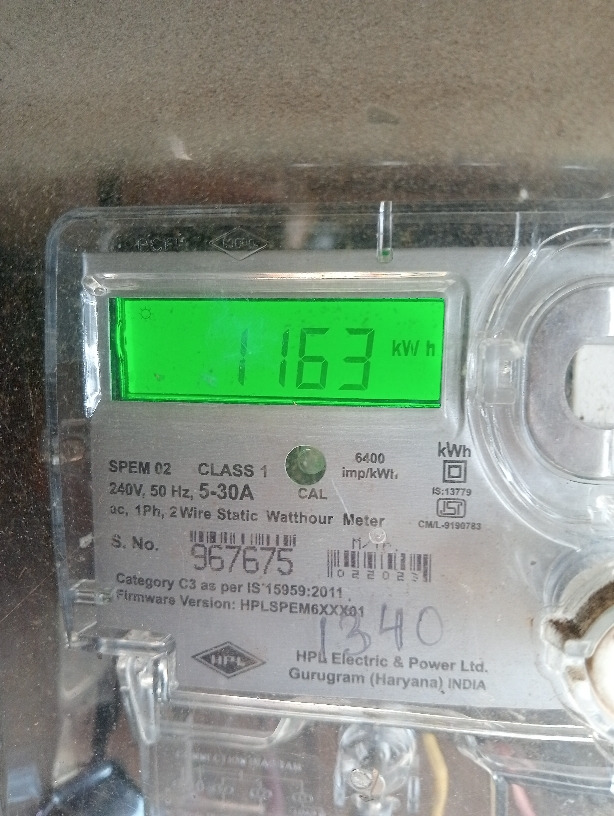 1163 kW h
SPEM 02 CLASS 1 6400 imp/kWh kWh
240V, 50 Hz, 5-30A CAL IS:13779
ac, 1Ph, 2 Wire Static Watthour Meter CM/L-9190783
S. No. 967675 022023
Category C3 as per IS 15959:2011
Firmware Version: HPLSPEM6XXX01
1340
HPL HPL Electric & Power Ltd.
Gurugram (Haryana) INDIA